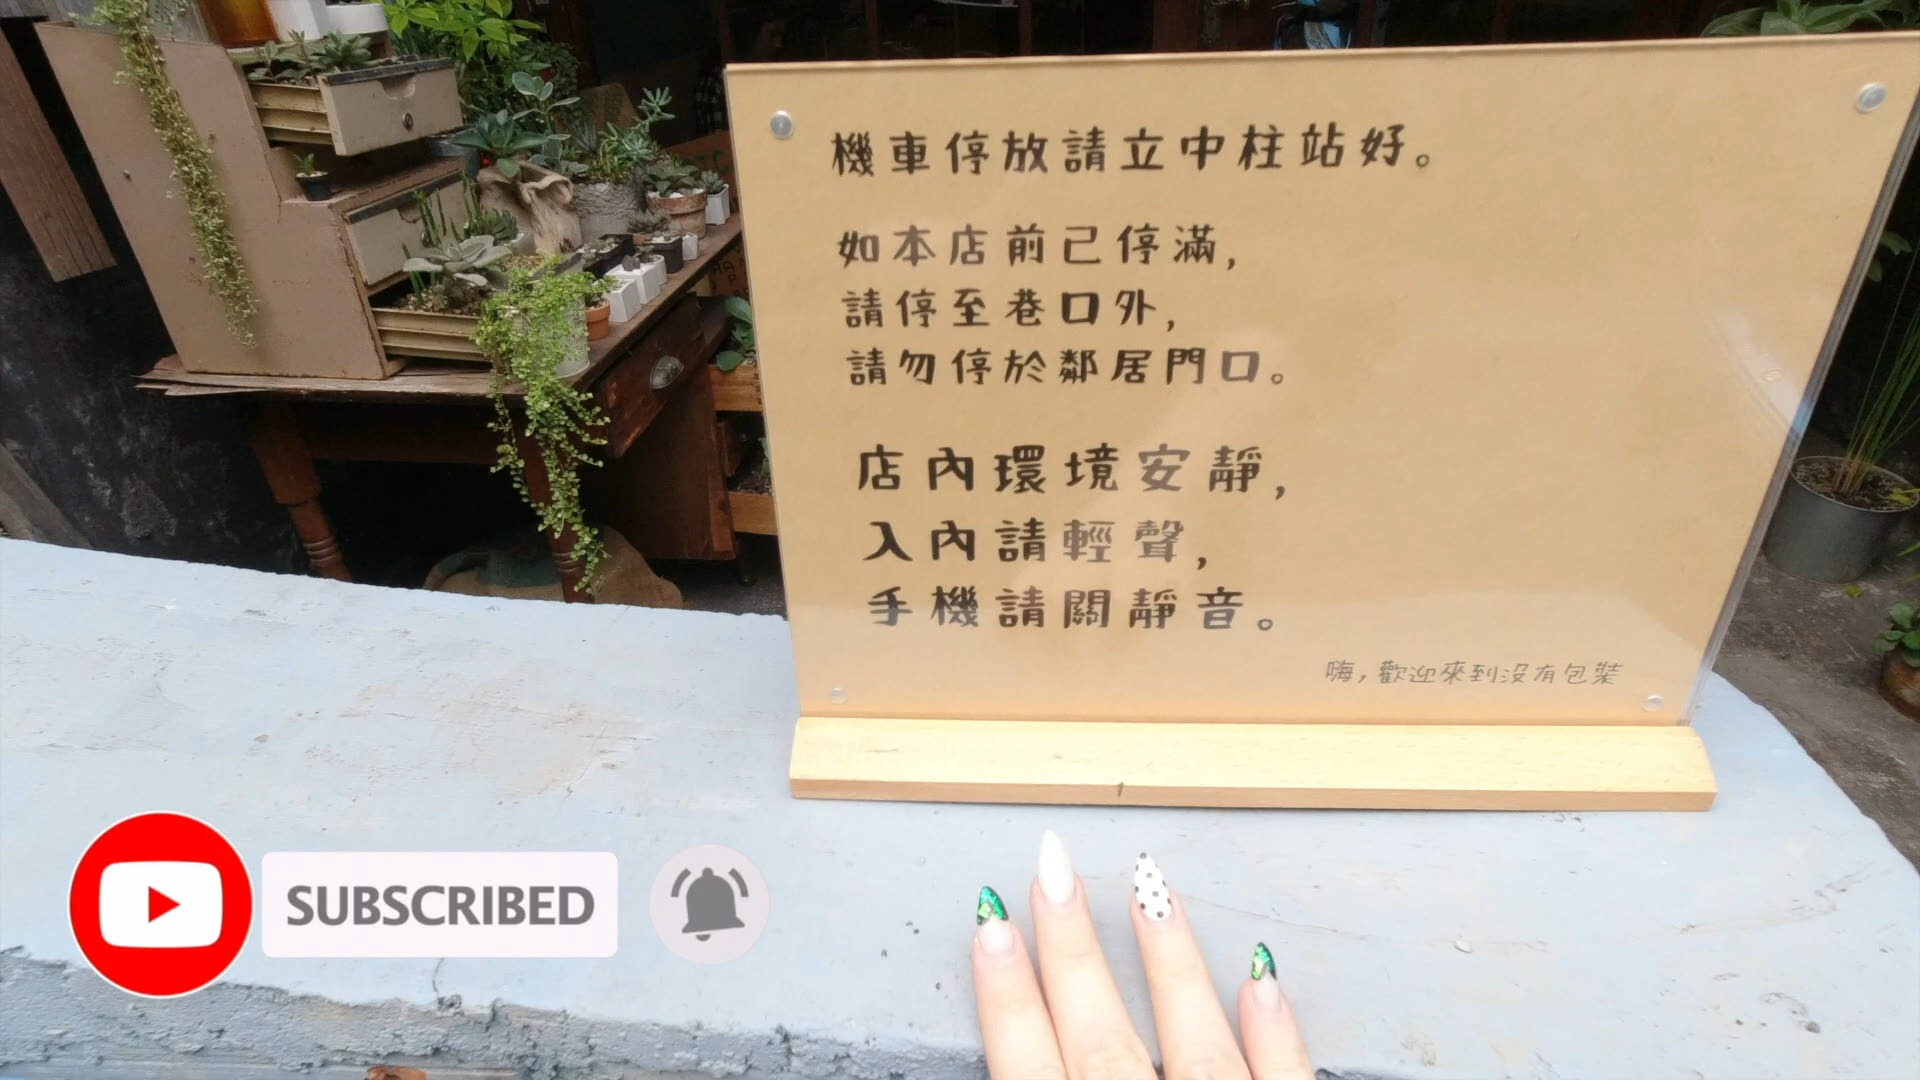 機車停放請立中柱站好。
如本店前已停滿,
請停至巷口外,
請勿停於鄰居門口。
店內環境安靜,
入內請輕聲,
手機請關靜音。
嗨,歡迎來到沒有包裝
SUBSCRIBED